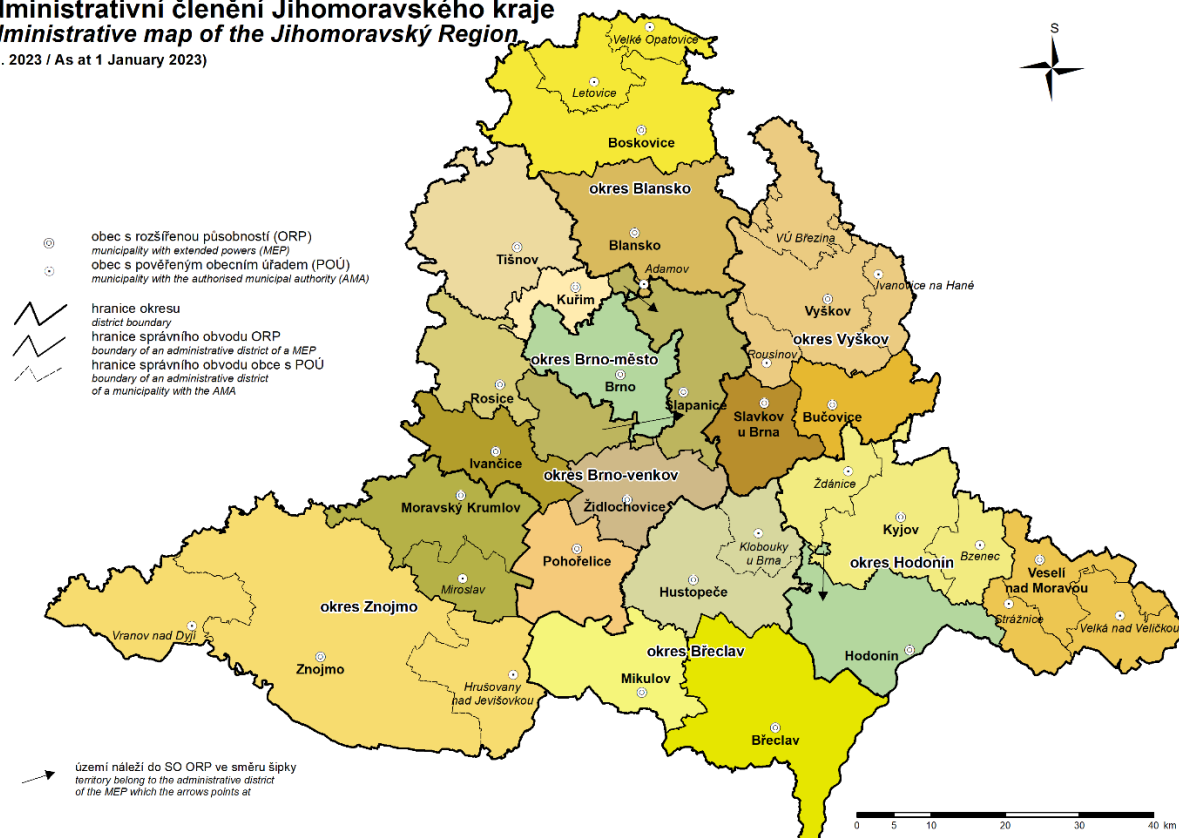 dministrativní členění Jihomoravského kraje
dministrative map of the Jihomoravský Region
. 2023 / As at 1 January 2023)
S
Velké Opatovice
Letovice
Boskovice
okres Blansko
Blansko
Adamov
VÚ Březina
Ivanovice na Hané
Vyškov
okres Vyškov
Rousínov
Tišnov
Kuřim
okres Brno-město
Brno
Rosice
Šlapanice
Slavkov
u Brna
Bučovice
Ivančice
okres Brno-venkov
Židlochovice
Moravský Krumlov
Pohořelice
Miroslav
Ždánice
Kyjov
Bzenec
Klobouky
u Brna
okres Hodonín
Hustopeče
Veselí
nad Moravou
Strážnice
Velká nad Veličkou
okres Znojmo
Vranov nad Dyjí
Znojmo
Hrušovany
nad Jevišovkou
okres Břeclav
Mikulov
Hodonín
Břeclav
obec s rozšířenou působností (ORP)
municipality with extended powers (MEP)
obec s pověřeným obecním úřadem (POÚ)
municipality with the authorised municipal authority (AMA)
hranice okresu
district boundary
hranice správního obvodu ORP
boundary of an administrative district of a MEP
hranice správního obvodu obce s POÚ
boundary of an administrative district
of a municipality with the AMA
území náleží do SO ORP ve směru šipky
territory belong to the administrative district
of the MEP which the arrows points at
0 5 10 20 30 40 km